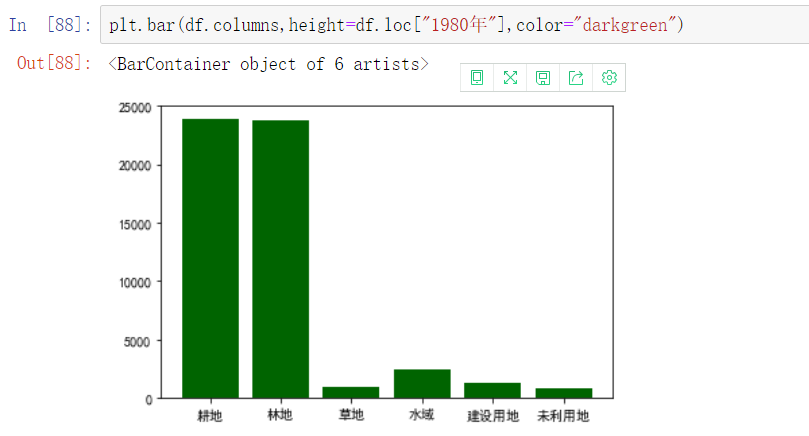 In [88]: plt.bar(df.columns,height=df.loc["1980年"],color="darkgreen")
Out[88]: <BarContainer object of 6 artists>
25000
20000
15000
10000
5000
0
耕地 林地 草地 水域 建设用地 未利用地